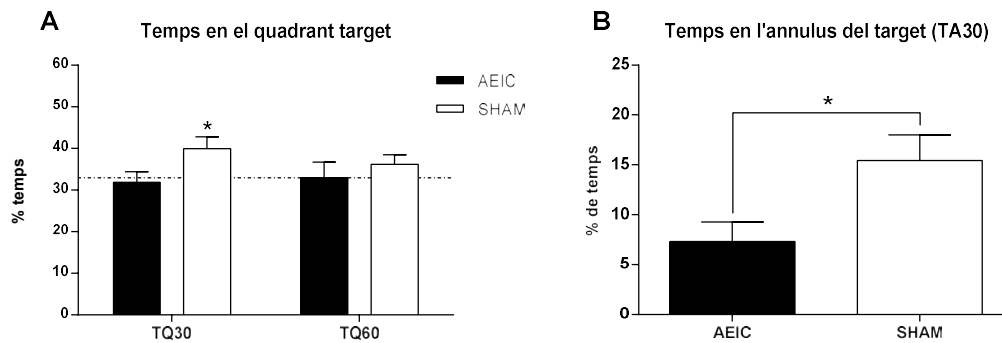 A
Temps en el quadrant target
% temps
60
50
40
30
20
10
0
*
TQ30
TQ60
AEIC
SHAM
B
Temps en l'annulus del target (TA30)
% de temps
25
20
15
10
5
0
*
AEIC
SHAM